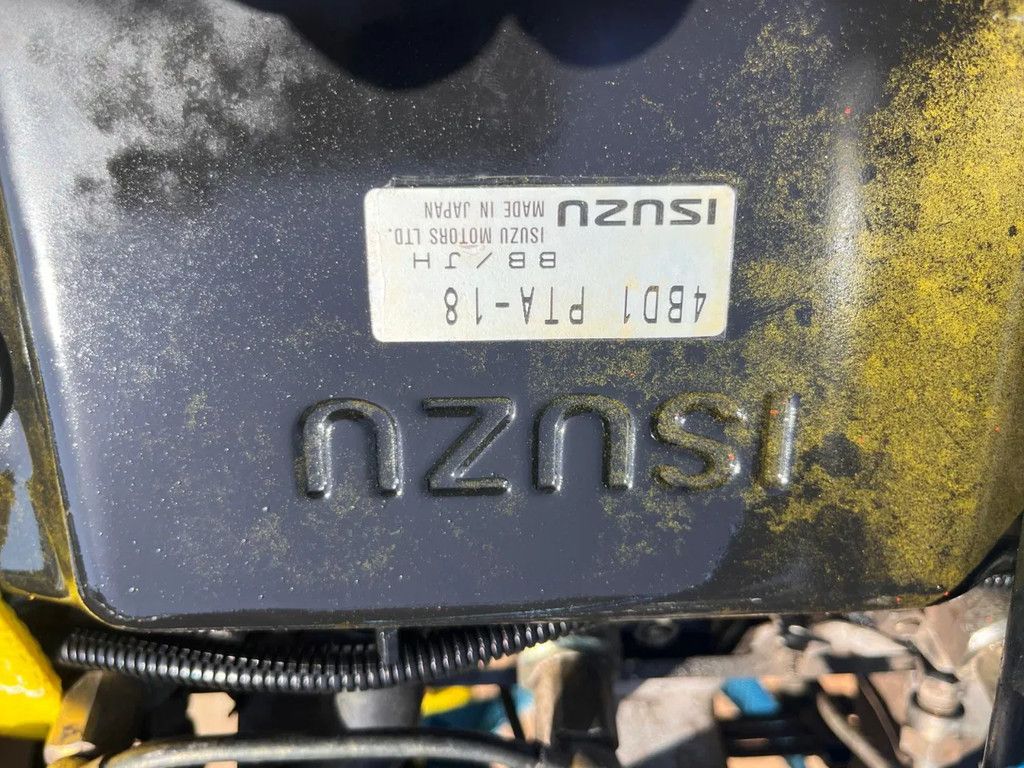 ISUZU
4BD1 PTA-18
BB/JH
ISUZU MOTORS LTD.
ISUZU MADE IN JAPAN